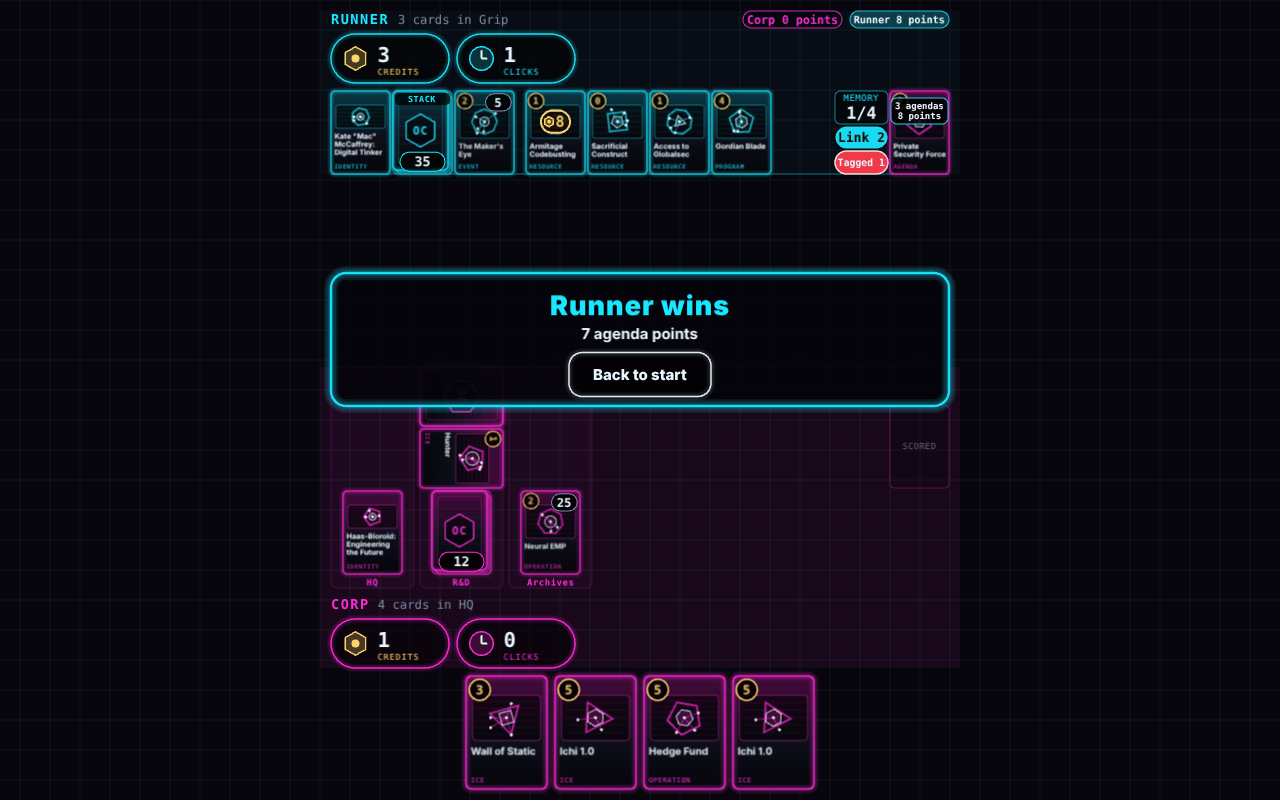 RUNNER 3 cards in Grip
Corp 0 points
Runner 8 points
3
CREDITS
1
CLICKS
Kate "Mac"
McCaffrey:
Digital Tinker
IDENTITY
STACK
OC
35
2
5
The Maker's
Eye
EVENT
1
8
Armitage
Codebusting
RESOURCE
0
Sacrificial
Construct
RESOURCE
1
Access to
Globalsec
RESOURCE
4
Gordian Blade
PROGRAM
MEMORY
1/4
Link 2
Tagged 1
3 agendas
8 points
Private
Security Force
AGENDA
Runner wins
7 agenda points
Back to start
ICE
Hunter
1
SCORED
Haas-Bioroid:
Engineering
the Future
IDENTITY
HQ
OC
12
R&D
2
25
Neural EMP
OPERATION
Archives
CORP 4 cards in HQ
1
CREDITS
0
CLICKS
3
Wall of Static
ICE
5
Ichi 1.0
ICE
5
Hedge Fund
OPERATION
5
Ichi 1.0
ICE